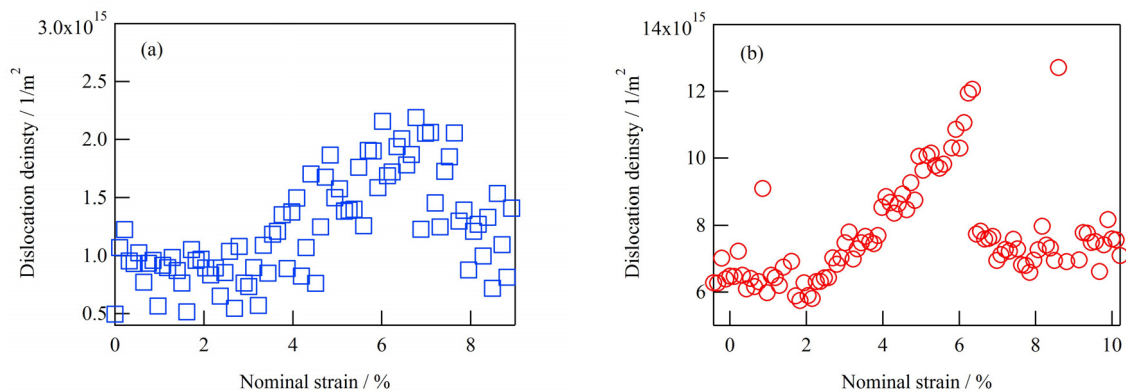 3.0x10^15
(a)
2.5
2.0
1.5
1.0
0.5
Dislocation deinsty / 1/m^2
0 2 4 6 8
Nominal strain / %
14x10^15
(b)
12
10
8
6
Dislocation deinsty / 1/m^2
0 2 4 6 8 10
Nominal strain / %